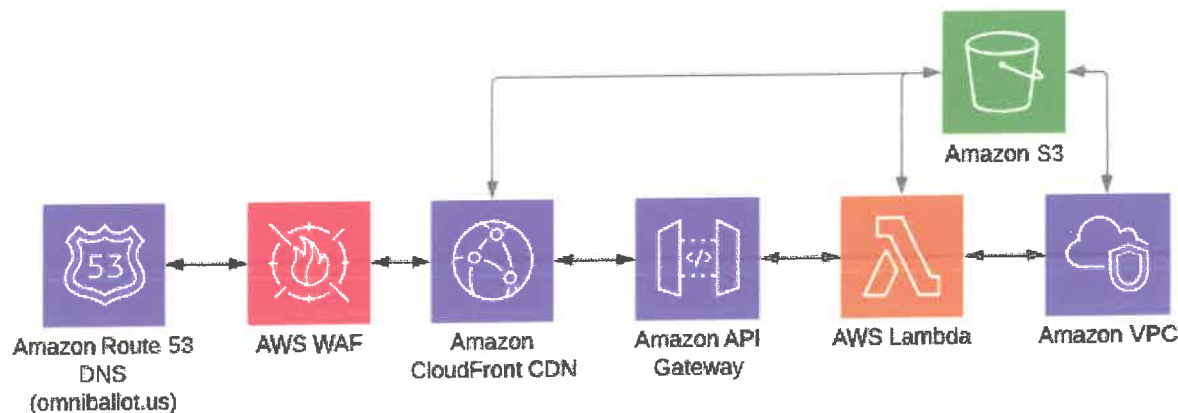 Amazon S3
53
</>
Amazon Route 53
DNS
(omniballot.us)
AWS WAF
Amazon
CloudFront CDN
Amazon API
Gateway
AWS Lambda
Amazon VPC